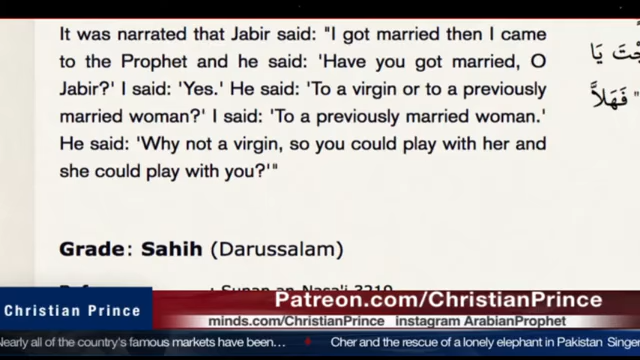 It was narrated that Jabir said: "I got married then I came
to the Prophet and he said: 'Have you got married, O
Jabir?' I said: 'Yes.' He said: 'To a virgin or to a previously
married woman?' I said: 'To a previously married woman.'
He said: 'Why not a virgin, so you could play with her and
she could play with you?'"
يَا
" فَهَلاَّ
Grade: Sahih (Darussalam)
: Sunan an-Nasa'i 3219
Christian Prince
Patreon.com/ChristianPrince
minds.com/ChristianPrince instagram ArabianProphet
Nearly all of the country's famous markets have been... ♦ Cher and the rescue of a lonely elephant in Pakistan Singer